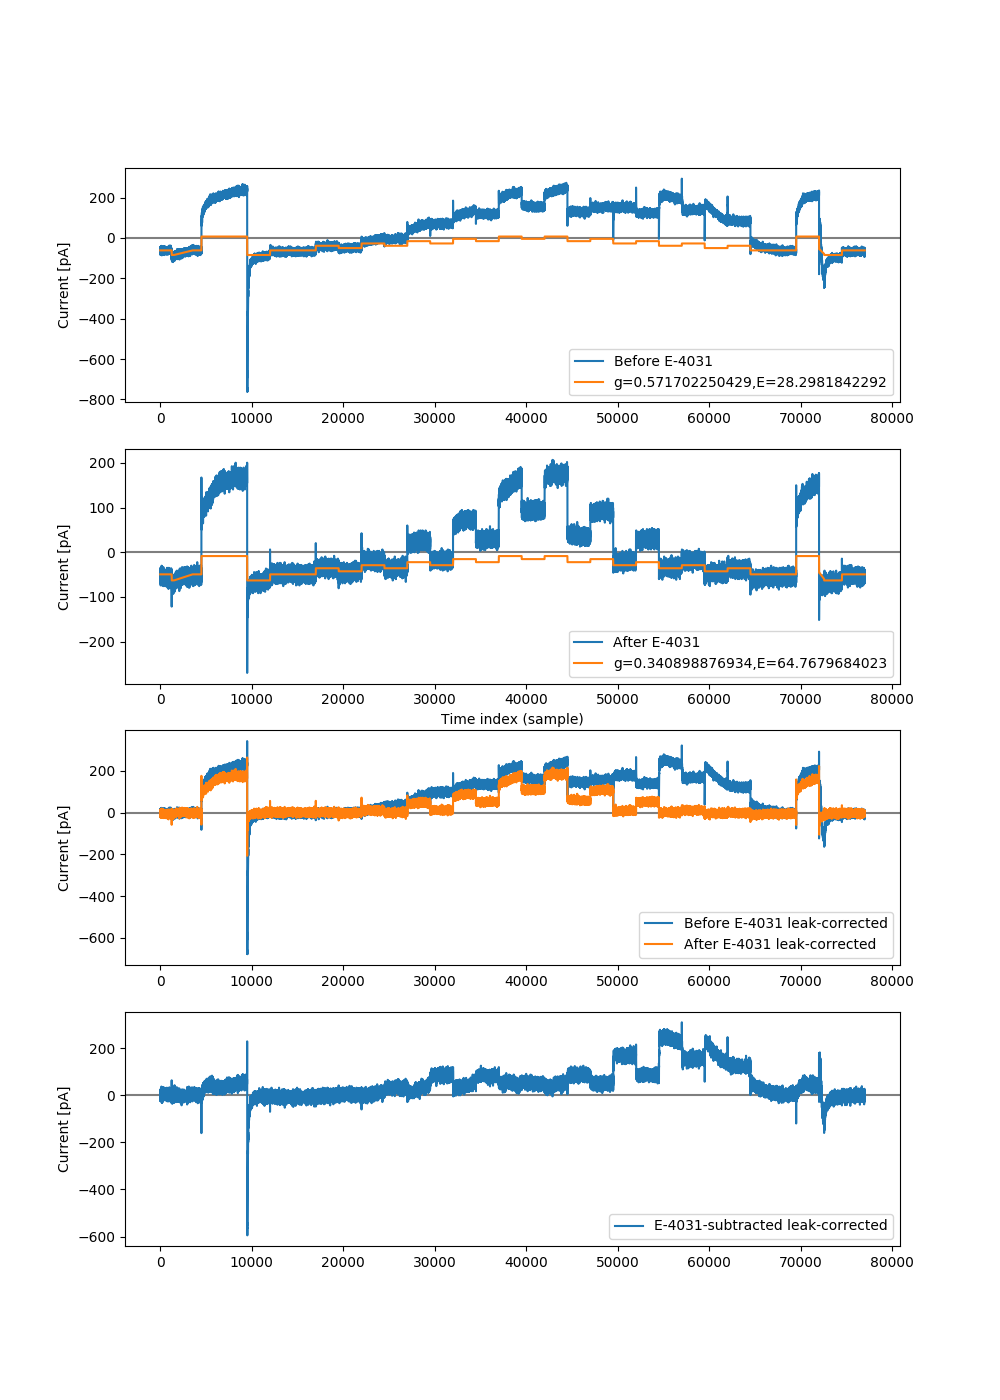 200
0
−200
−400
−600
−800
Current [pA]
Before E-4031
g=0.571702250429,E=28.2981842292
0 10000 20000 30000 40000 50000 60000 70000 80000
200
100
0
−100
−200
Current [pA]
After E-4031
g=0.340898876934,E=64.7679684023
0 10000 20000 30000 40000 50000 60000 70000 80000
Time index (sample)
200
0
−200
−400
−600
Current [pA]
Before E-4031 leak-corrected
After E-4031 leak-corrected
0 10000 20000 30000 40000 50000 60000 70000 80000
200
0
−200
−400
−600
Current [pA]
E-4031-subtracted leak-corrected
0 10000 20000 30000 40000 50000 60000 70000 80000